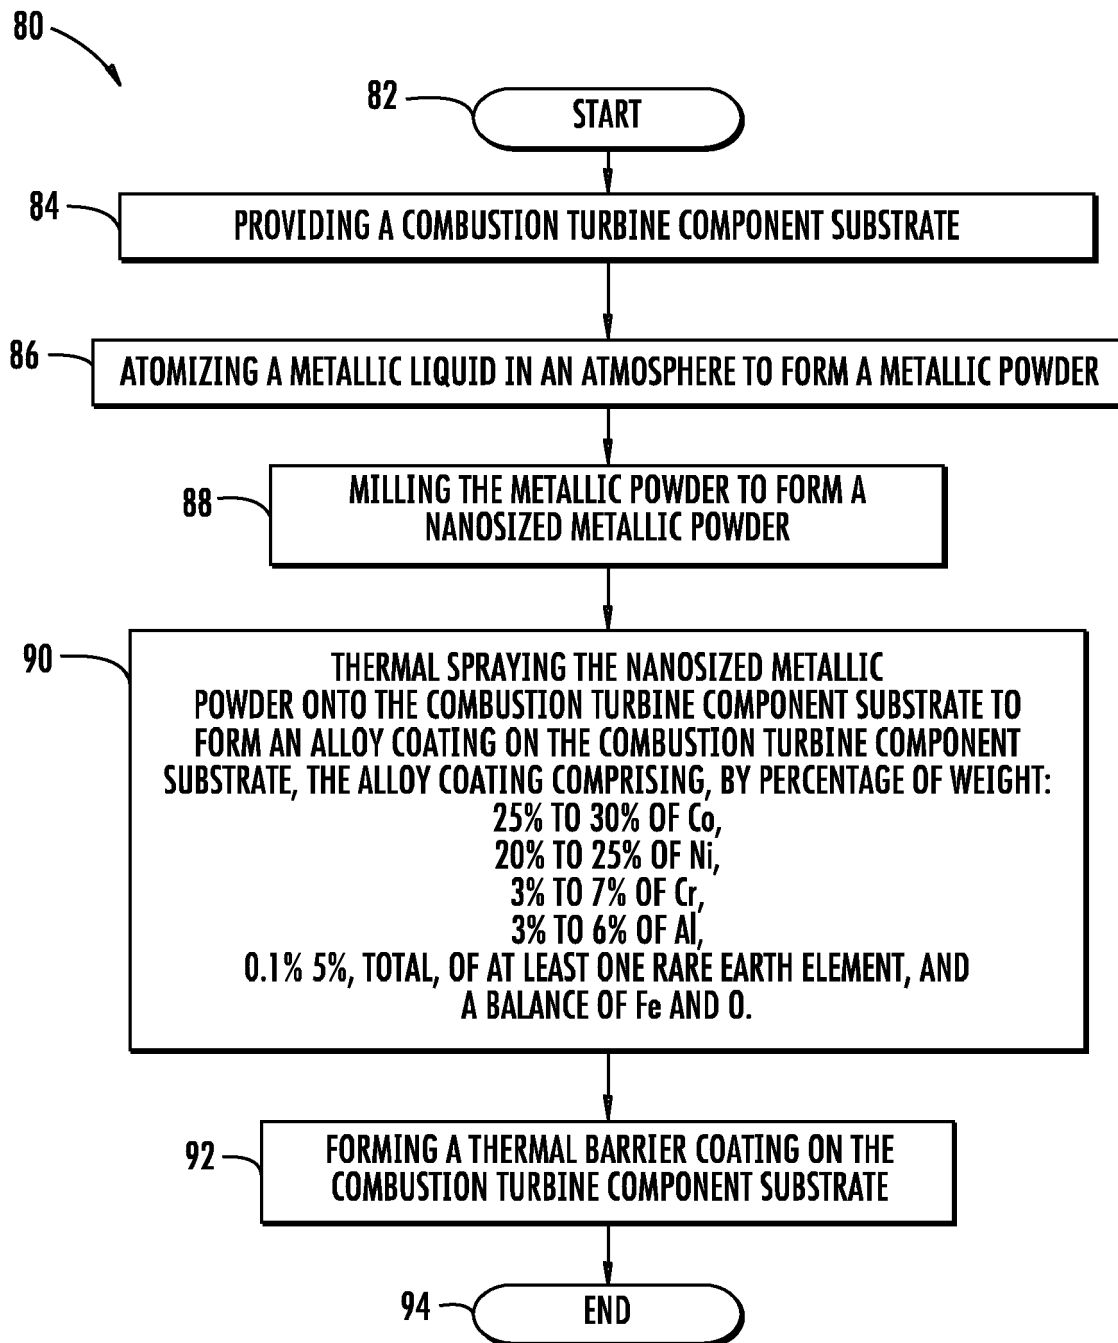 80
82
START
84
PROVIDING A COMBUSTION TURBINE COMPONENT SUBSTRATE
86
ATOMIZING A METALLIC LIQUID IN AN ATMOSPHERE TO FORM A METALLIC POWDER
88
MILLING THE METALLIC POWDER TO FORM A
NANOSIZED METALLIC POWDER
90
THERMAL SPRAYING THE NANOSIZED METALLIC
POWDER ONTO THE COMBUSTION TURBINE COMPONENT SUBSTRATE TO
FORM AN ALLOY COATING ON THE COMBUSTION TURBINE COMPONENT
SUBSTRATE, THE ALLOY COATING COMPRISING, BY PERCENTAGE OF WEIGHT:
25% TO 30% OF Co,
20% TO 25% OF Ni,
3% TO 7% OF Cr,
3% TO 6% OF Al,
0.1% 5%, TOTAL, OF AT LEAST ONE RARE EARTH ELEMENT, AND
A BALANCE OF Fe AND O.
92
FORMING A THERMAL BARRIER COATING ON THE
COMBUSTION TURBINE COMPONENT SUBSTRATE
94
END